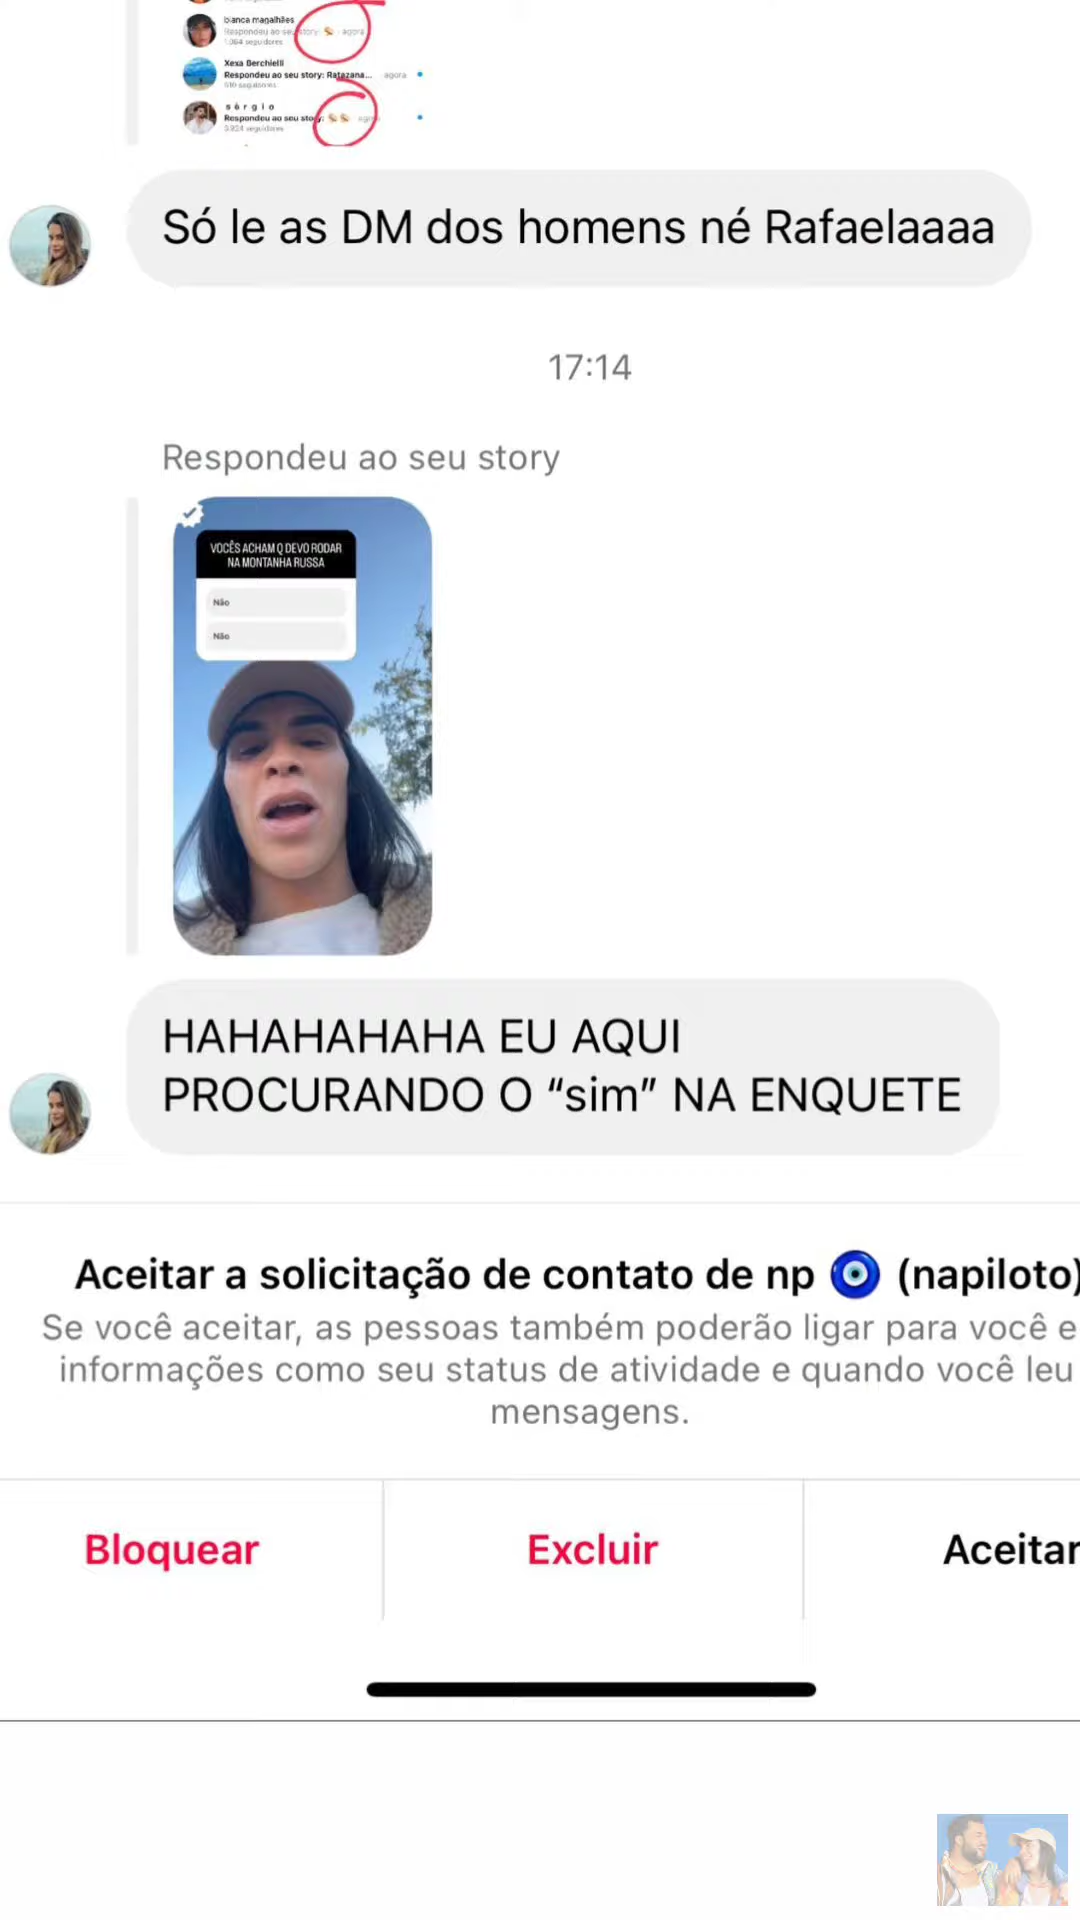 bianca magalhães
Respondeu ao seu story: · agora
1.064 seguidores
Xexa Berchielli
Respondeu ao seu story: Ratazana... agora
seguidores
sérgio
Respondeu ao seu story: agora
3.924 seguidores
Só le as DM dos homens né Rafaelaaaa
17:14
Respondeu ao seu story
VOCÊS ACHAM Q DEVO RODAR
NA MONTANHA RUSSA
Não
Não
HAHAHAHAHA EU AQUI
PROCURANDO O “sim” NA ENQUETE
Aceitar a solicitação de contato de np 🧿 (napiloto)
Se você aceitar, as pessoas também poderão ligar para você e
informações como seu status de atividade e quando você leu
mensagens.
Bloquear
Excluir
Aceitar